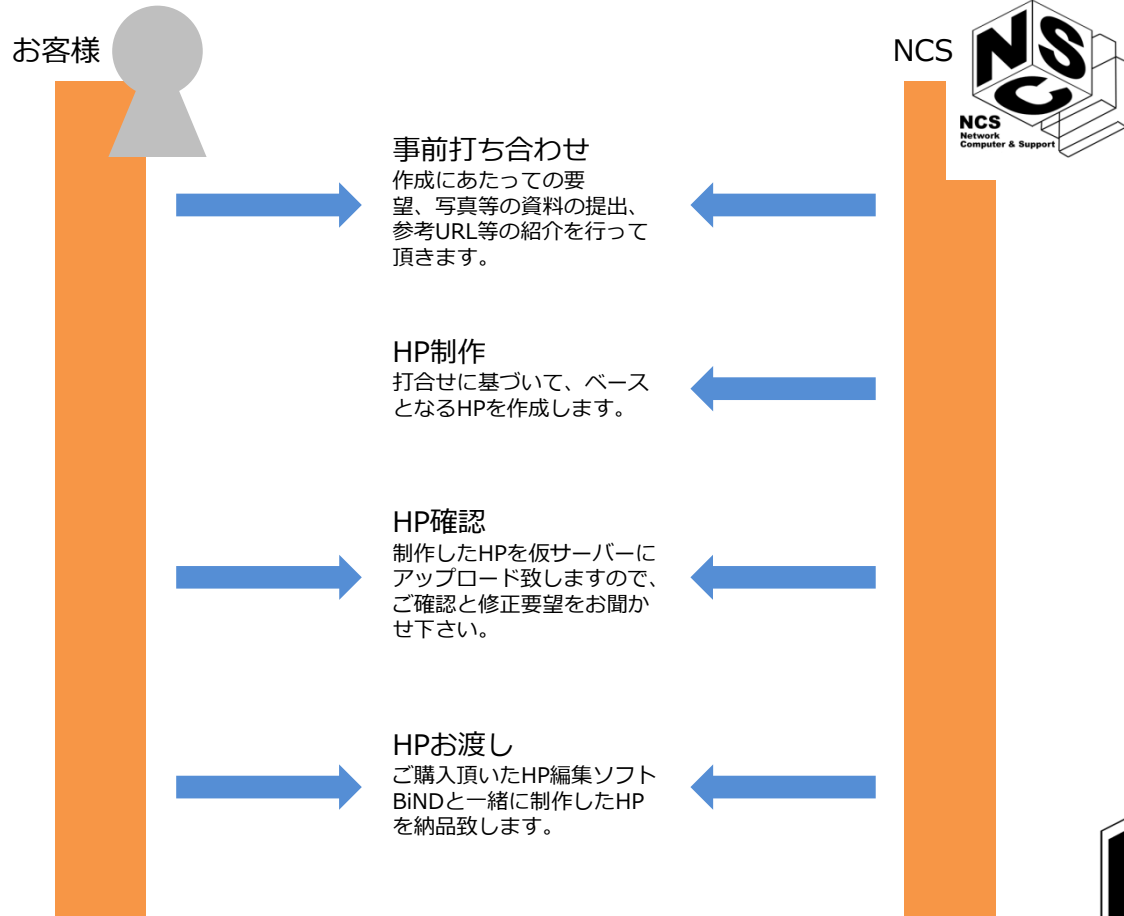 お客様
NCS
NSC
NCS
Network
Computer & Support
事前打ち合わせ
作成にあたっての要
望、写真等の資料の提出、
参考URL等の紹介を行って
頂きます。
HP制作
打合せに基づいて、ベース
となるHPを作成します。
HP確認
制作したHPを仮サーバーに
アップロード致しますので、
ご確認と修正要望をお聞か
せ下さい。
HPお渡し
ご購入頂いたHP編集ソフト
BiNDと一緒に制作したHP
を納品致します。